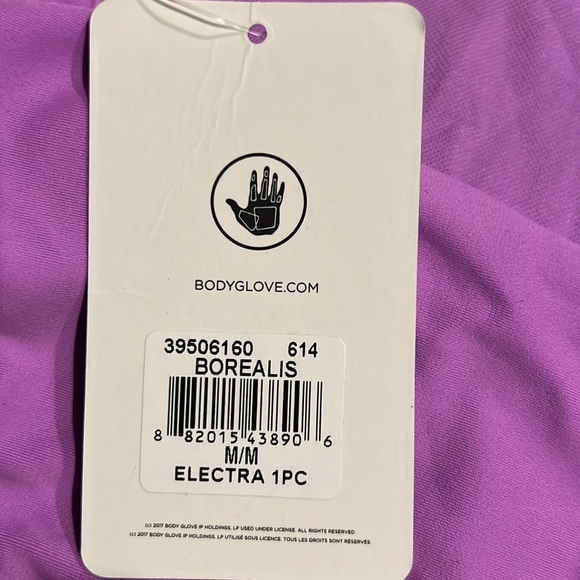 BODYGLOVE.COM
39506160 614
BOREALIS
8 82015 43890 6
M/M
ELECTRA 1PC
(C) 2017 BODY GLOVE IP HOLDINGS, LP USED UNDER LICENSE. ALL RIGHTS RESERVED.
(C) 2017 BODY GLOVE IP HOLDINGS, LP UTILISÉ SOUS LICENCE. TOUS LES DROITS SONT RÉSERVÉS